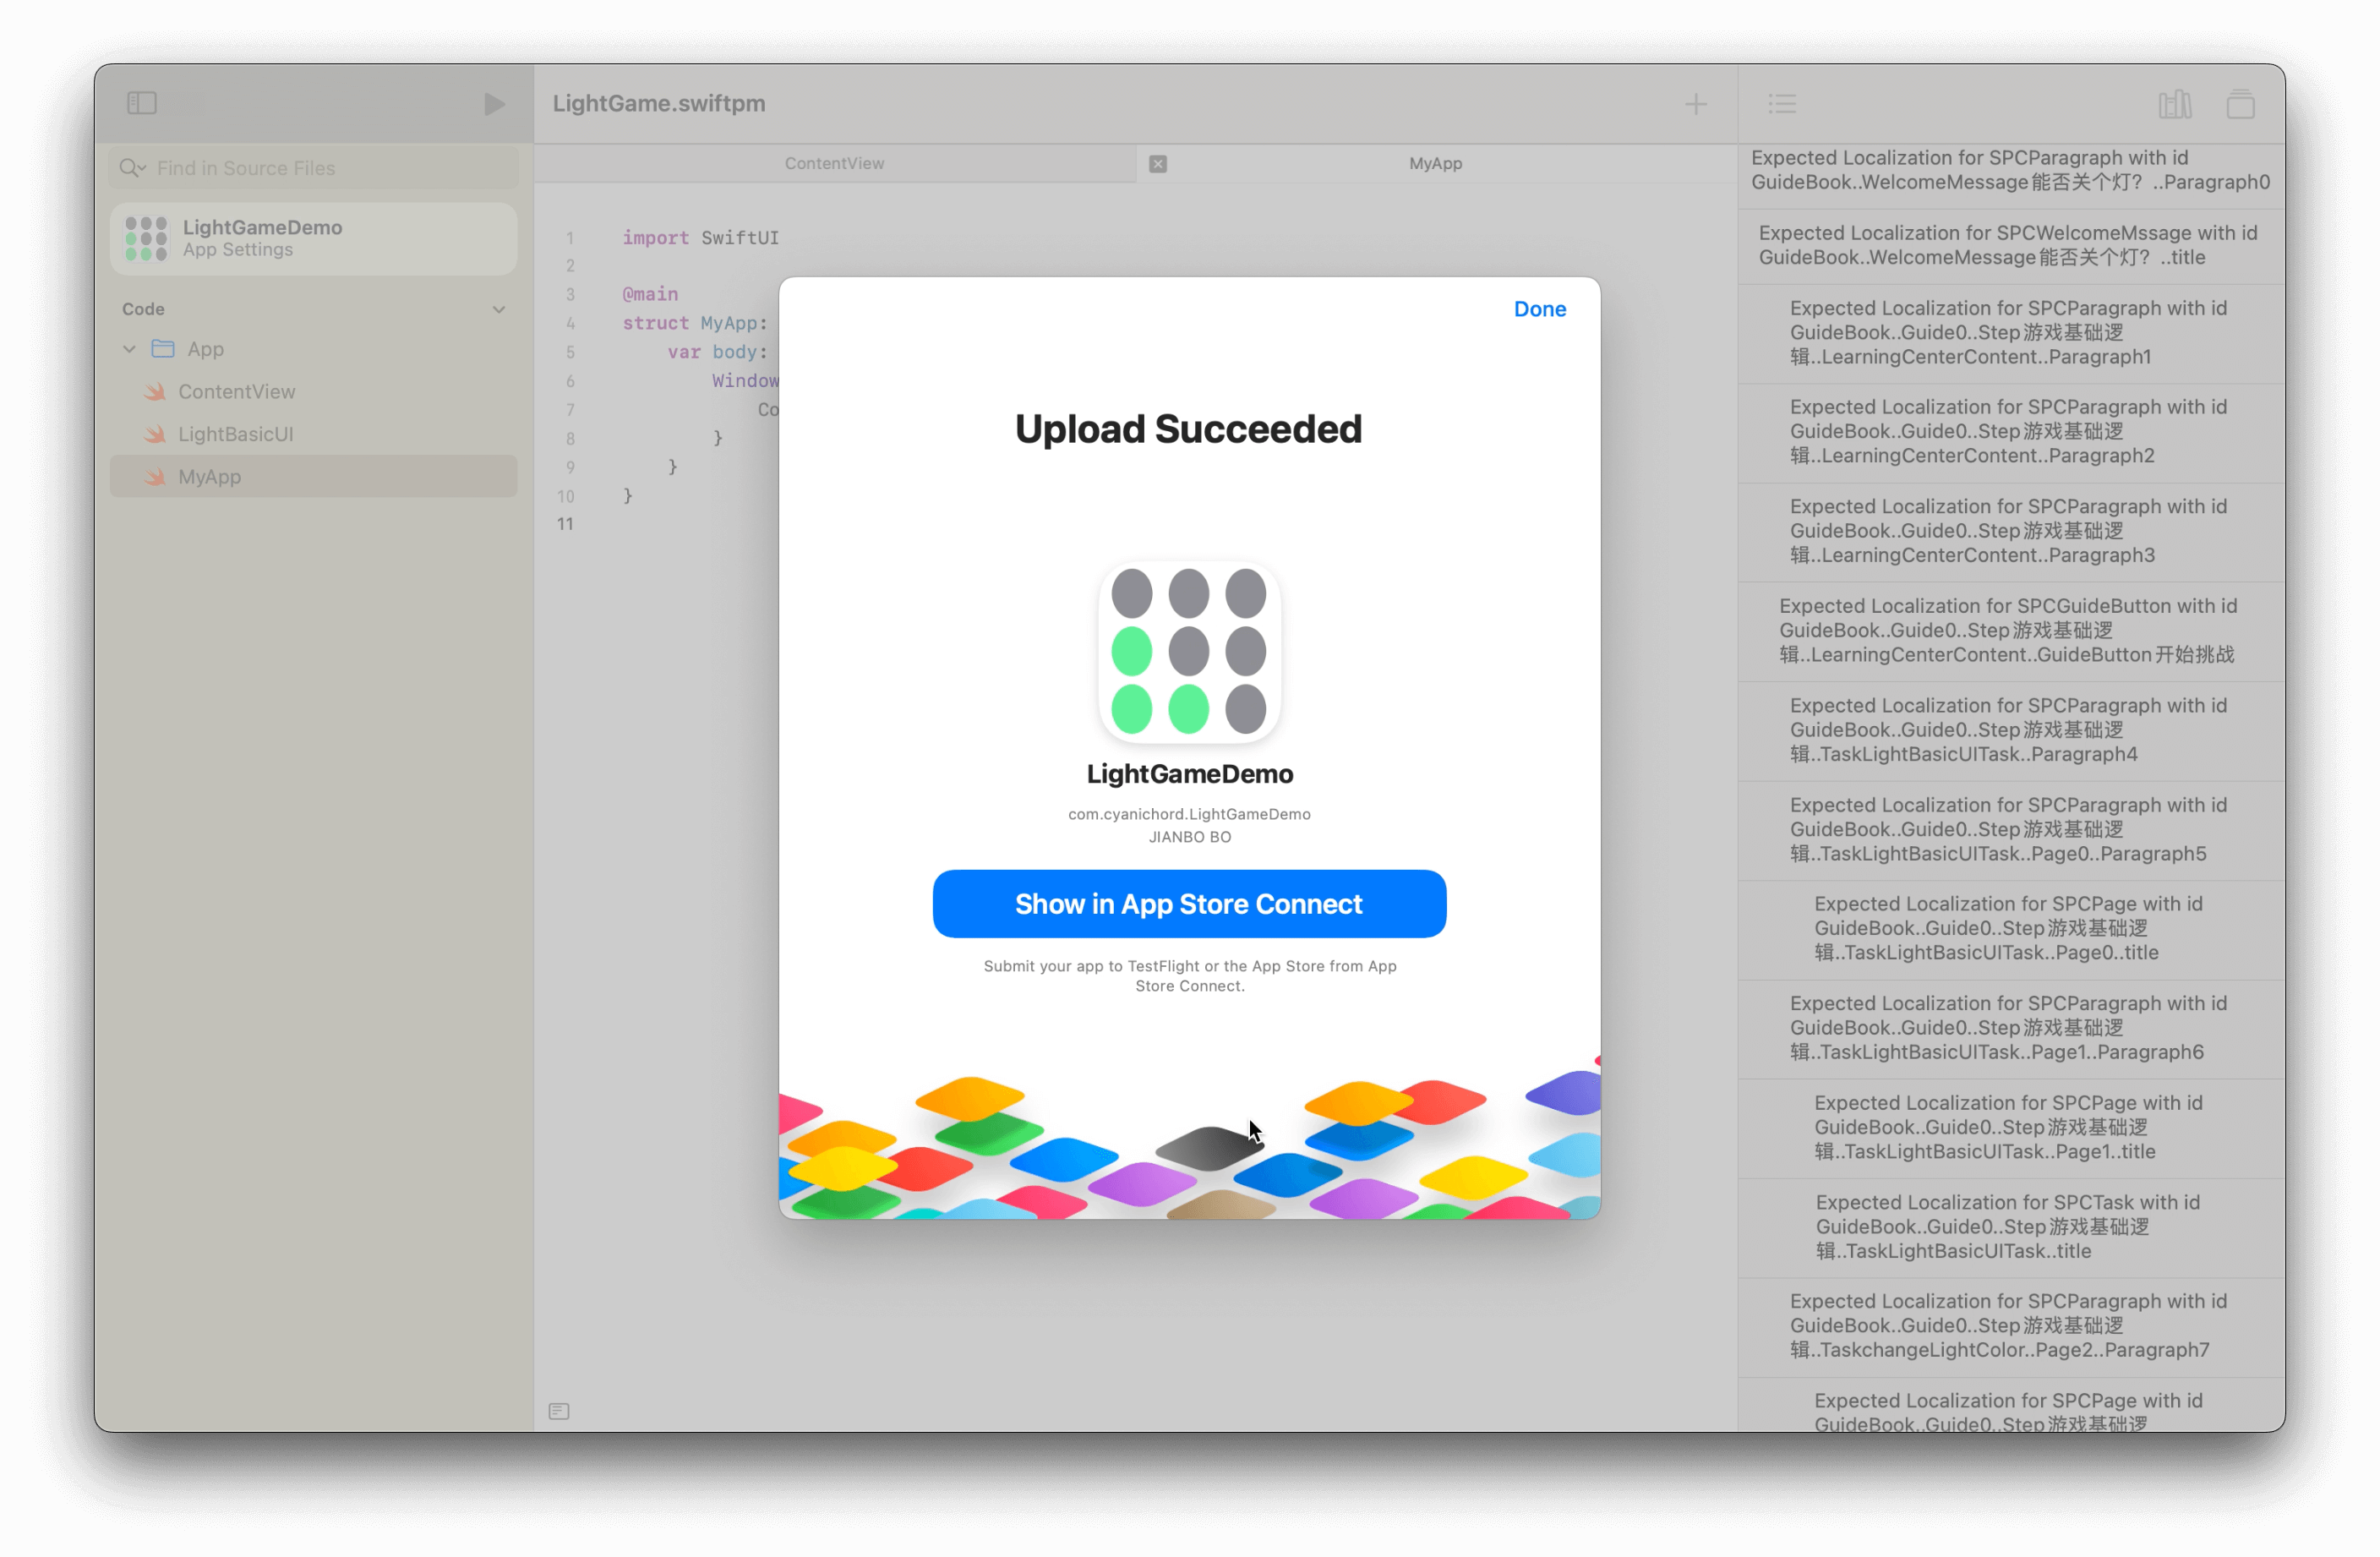 LightGame.swiftpm
Find in Source Files
LightGameDemo
App Settings
Code
App
ContentView
LightBasicUI
MyApp
ContentView
MyApp
1 import SwiftUI
2
3 @main
4 struct MyApp:
5 var body:
6 Window
7 Co
8 }
9 }
10 }
11
Done
Upload Succeeded
LightGameDemo
com.cyanichord.LightGameDemo
JIANBO BO
Show in App Store Connect
Submit your app to TestFlight or the App Store from App
Store Connect.
Expected Localization for SPCParagraph with id
GuideBook..WelcomeMessage能否关个灯？..Paragraph0
Expected Localization for SPCWelcomeMssage with id
GuideBook..WelcomeMessage能否关个灯？..title
Expected Localization for SPCParagraph with id
GuideBook..Guide0..Step游戏基础逻
辑..LearningCenterContent..Paragraph1
Expected Localization for SPCParagraph with id
GuideBook..Guide0..Step游戏基础逻
辑..LearningCenterContent..Paragraph2
Expected Localization for SPCParagraph with id
GuideBook..Guide0..Step游戏基础逻
辑..LearningCenterContent..Paragraph3
Expected Localization for SPCGuideButton with id
GuideBook..Guide0..Step游戏基础逻
辑..LearningCenterContent..GuideButton开始挑战
Expected Localization for SPCParagraph with id
GuideBook..Guide0..Step游戏基础逻
辑..TaskLightBasicUITask..Paragraph4
Expected Localization for SPCParagraph with id
GuideBook..Guide0..Step游戏基础逻
辑..TaskLightBasicUITask..Page0..Paragraph5
Expected Localization for SPCPage with id
GuideBook..Guide0..Step游戏基础逻
辑..TaskLightBasicUITask..Page0..title
Expected Localization for SPCParagraph with id
GuideBook..Guide0..Step游戏基础逻
辑..TaskLightBasicUITask..Page1..Paragraph6
Expected Localization for SPCPage with id
GuideBook..Guide0..Step游戏基础逻
辑..TaskLightBasicUITask..Page1..title
Expected Localization for SPCTask with id
GuideBook..Guide0..Step游戏基础逻
辑..TaskLightBasicUITask..title
Expected Localization for SPCParagraph with id
GuideBook..Guide0..Step游戏基础逻
辑..TaskchangeLightColor..Page2..Paragraph7
Expected Localization for SPCPage with id
GuideBook..Guide0..Step游戏基础逻